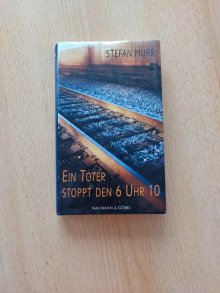 STEFAN MURR
EIN TOTER
STOPPT DEN 6 UHR 10
NAUMANN & GÖBEL